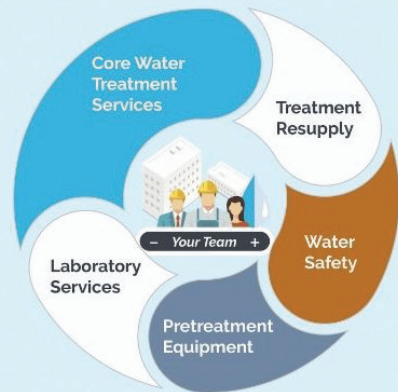 Core Water
Treatment
Services
Treatment
Resupply
Water
Safety
Pretreatment
Equipment
Laboratory
Services
– Your Team +